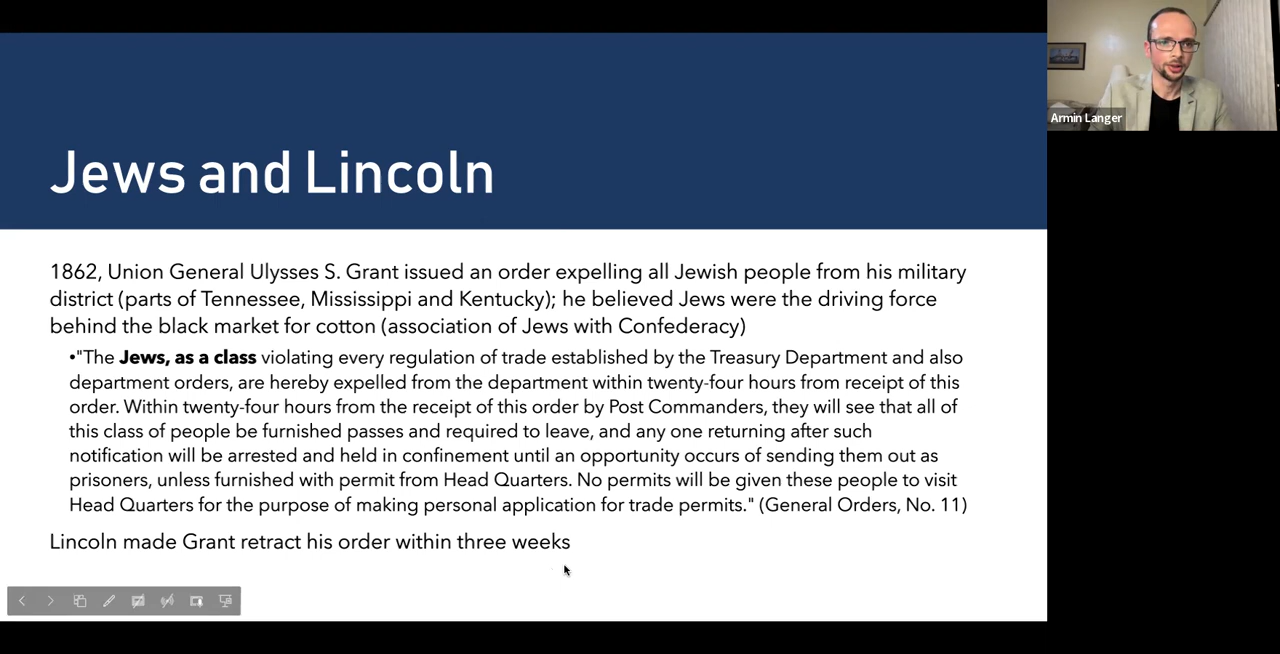 Jews and Lincoln
1862, Union General Ulysses S. Grant issued an order expelling all Jewish people from his military
district (parts of Tennessee, Mississippi and Kentucky); he believed Jews were the driving force
behind the black market for cotton (association of Jews with Confederacy)
•"The Jews, as a class violating every regulation of trade established by the Treasury Department and also
department orders, are hereby expelled from the department within twenty-four hours from receipt of this
order. Within twenty-four hours from the receipt of this order by Post Commanders, they will see that all of
this class of people be furnished passes and required to leave, and any one returning after such
notification will be arrested and held in confinement until an opportunity occurs of sending them out as
prisoners, unless furnished with permit from Head Quarters. No permits will be given these people to visit
Head Quarters for the purpose of making personal application for trade permits." (General Orders, No. 11)
Lincoln made Grant retract his order within three weeks
Armin Langer